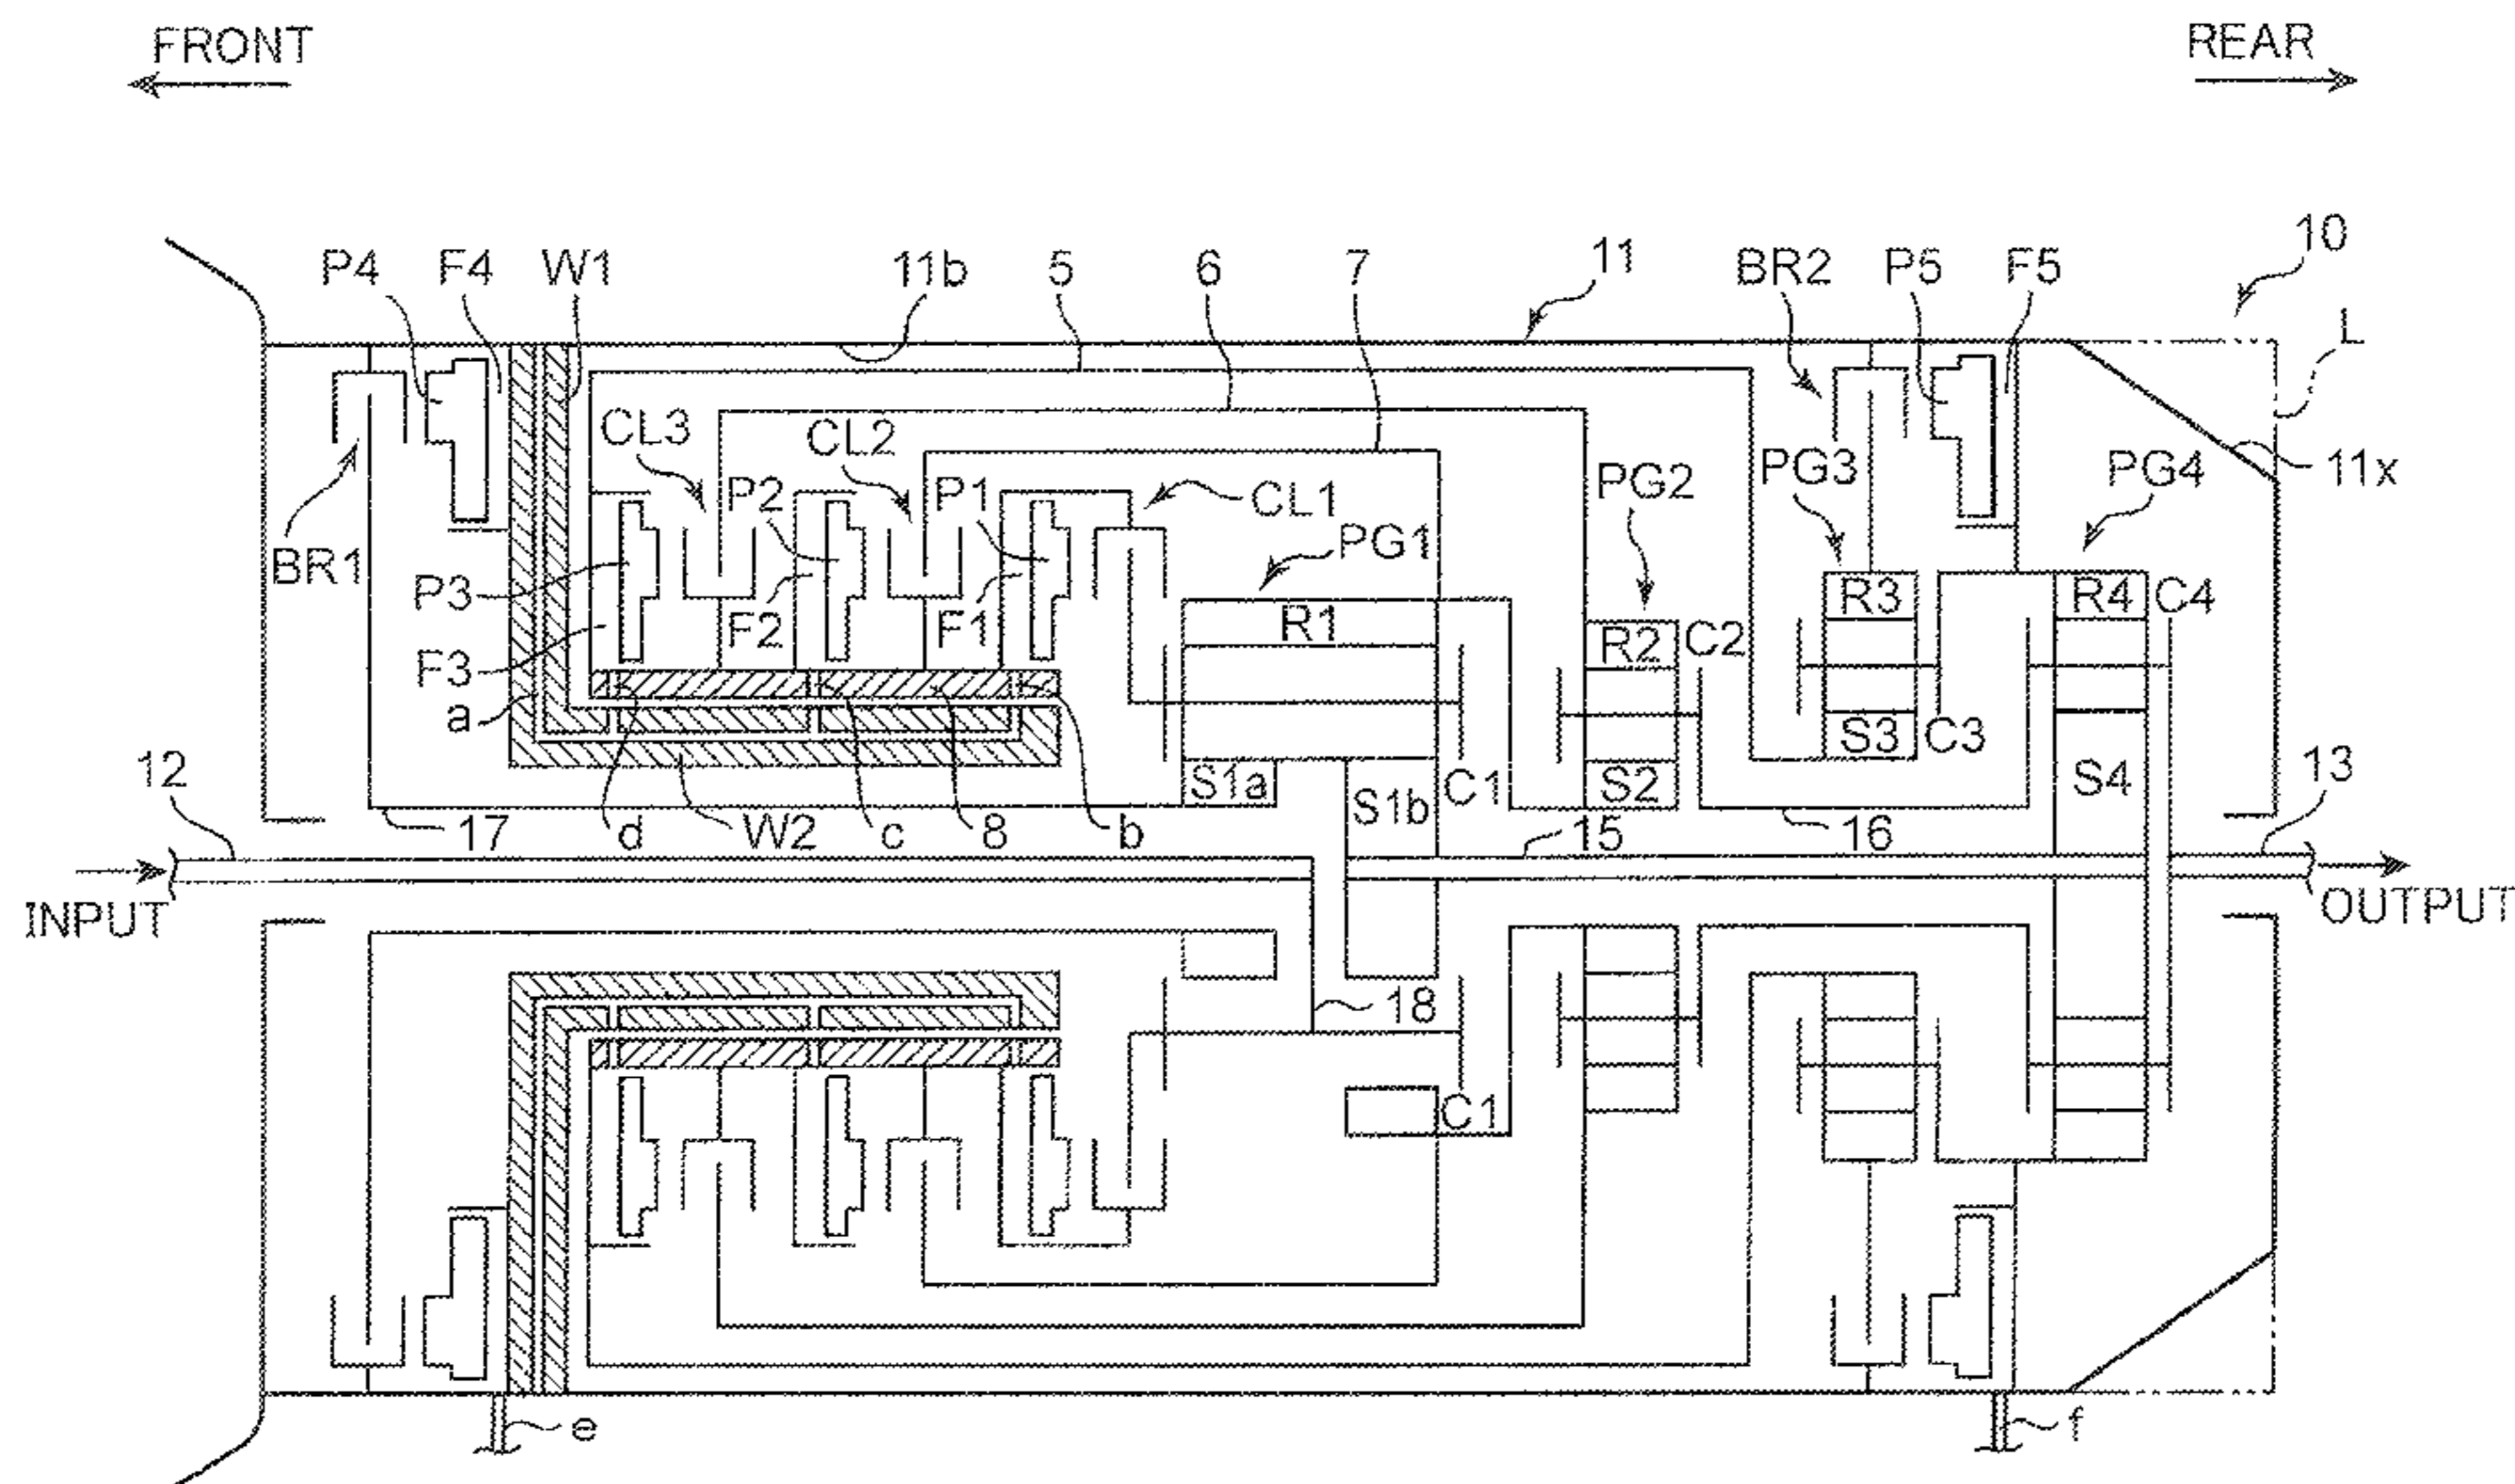 FRONT
REAR
10
P4
F4
W1
11b
5
6
7
11
BR2
P5
F5
L
CL3
CL2
P2
P1
CL1
PG1
PG2
PG3
PG4
11x
BR1
P3
F2
F1
R1
R2
C2
R3
R4
C4
F3
a
S3
C3
12
S1a
S1b
C1
S2
S4
13
17
d
W2
c
8
b
15
16
INPUT
OUTPUT
18
C1
e
f